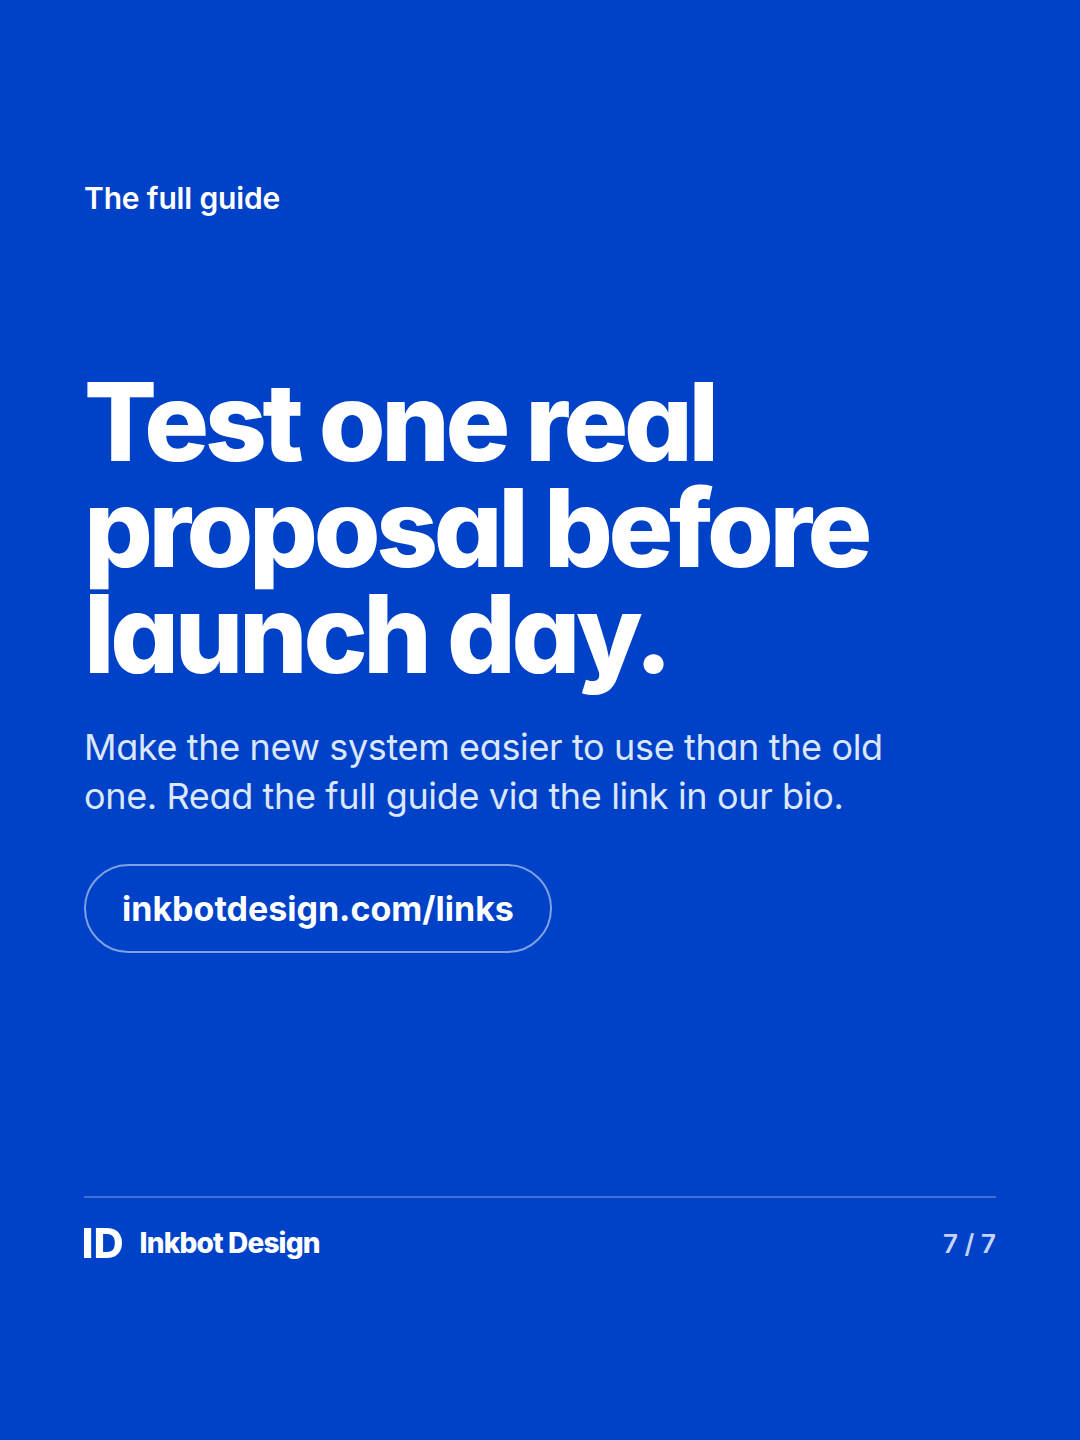 The full guide
Test one real
proposal before
launch day.
Make the new system easier to use than the old
one. Read the full guide via the link in our bio.
inkbotdesign.com/links
ID Inkbot Design
7 / 7